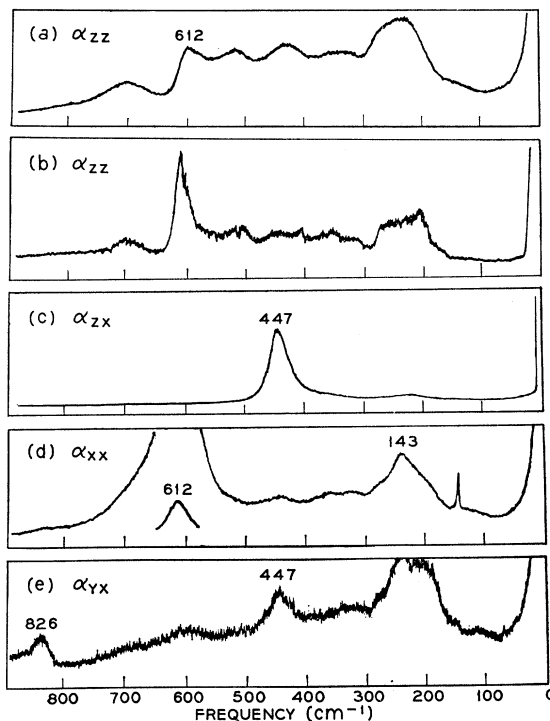 (a) αzz
612
(b) αzz
(c) αzx
447
(d) αxx
612
143
(e) αYx
826
447
800 700 600 500 400 300 200 100 0
FREQUENCY (cm⁻¹)